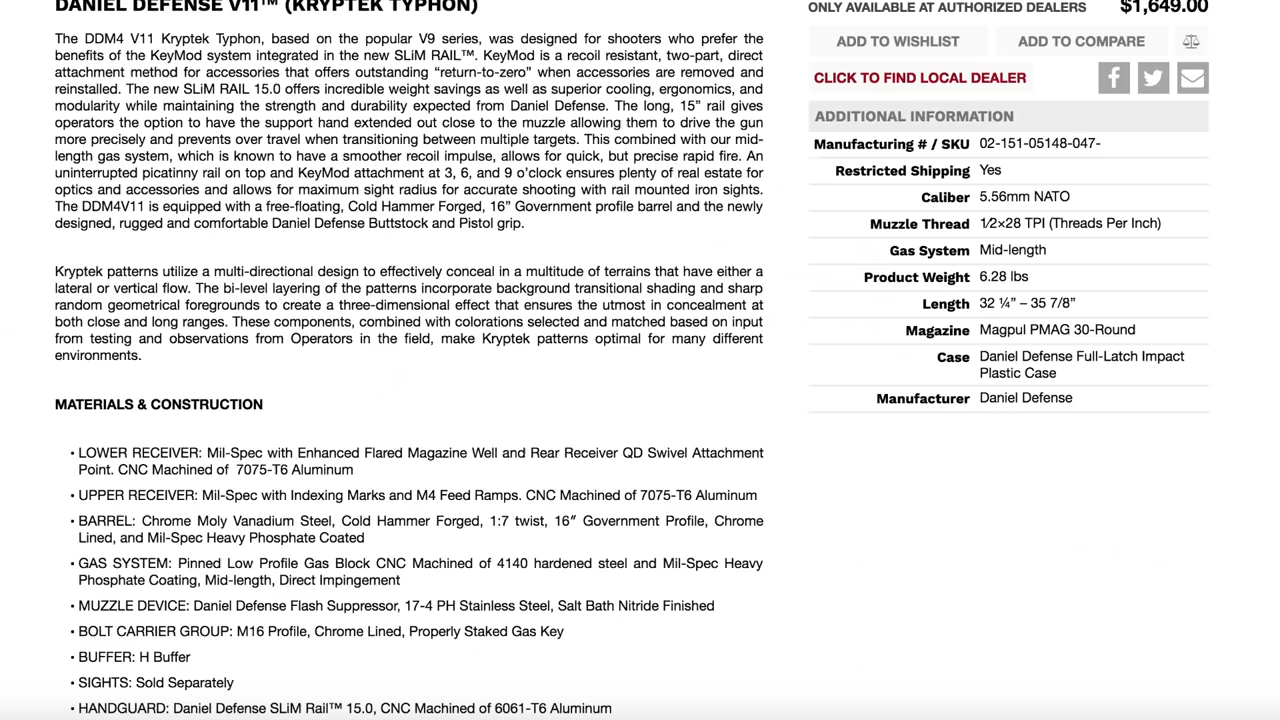 DANIEL DEFENSE V11™ (KRYPTEK TYPHON)
The DDM4 V11 Kryptek Typhon, based on the popular V9 series, was designed for shooters who prefer the
benefits of the KeyMod system integrated in the new SLiM RAIL™. KeyMod is a recoil resistant, two-part, direct
attachment method for accessories that offers outstanding “return-to-zero” when accessories are removed and
reinstalled. The new SLiM RAIL 15.0 offers incredible weight savings as well as superior cooling, ergonomics, and
modularity while maintaining the strength and durability expected from Daniel Defense. The long, 15” rail gives
operators the option to have the support hand extended out close to the muzzle allowing them to drive the gun
more precisely and prevents over travel when transitioning between multiple targets. This combined with our mid-
length gas system, which is known to have a smoother recoil impulse, allows for quick, but precise rapid fire. An
uninterrupted picatinny rail on top and KeyMod attachment at 3, 6, and 9 o’clock ensures plenty of real estate for
optics and accessories and allows for maximum sight radius for accurate shooting with rail mounted iron sights.
The DDM4V11 is equipped with a free-floating, Cold Hammer Forged, 16” Government profile barrel and the newly
designed, rugged and comfortable Daniel Defense Buttstock and Pistol grip.
Kryptek patterns utilize a multi-directional design to effectively conceal in a multitude of terrains that have either a
lateral or vertical flow. The bi-level layering of the patterns incorporate background transitional shading and sharp
random geometrical foregrounds to create a three-dimensional effect that ensures the utmost in concealment at
both close and long ranges. These components, combined with colorations selected and matched based on input
from testing and observations from Operators in the field, make Kryptek patterns optimal for many different
environments.
MATERIALS & CONSTRUCTION
• LOWER RECEIVER: Mil-Spec with Enhanced Flared Magazine Well and Rear Receiver QD Swivel Attachment
Point. CNC Machined of 7075-T6 Aluminum
• UPPER RECEIVER: Mil-Spec with Indexing Marks and M4 Feed Ramps. CNC Machined of 7075-T6 Aluminum
• BARREL: Chrome Moly Vanadium Steel, Cold Hammer Forged, 1:7 twist, 16″ Government Profile, Chrome
Lined, and Mil-Spec Heavy Phosphate Coated
• GAS SYSTEM: Pinned Low Profile Gas Block CNC Machined of 4140 hardened steel and Mil-Spec Heavy
Phosphate Coating, Mid-length, Direct Impingement
• MUZZLE DEVICE: Daniel Defense Flash Suppressor, 17-4 PH Stainless Steel, Salt Bath Nitride Finished
• BOLT CARRIER GROUP: M16 Profile, Chrome Lined, Properly Staked Gas Key
• BUFFER: H Buffer
• SIGHTS: Sold Separately
• HANDGUARD: Daniel Defense SLiM Rail™ 15.0, CNC Machined of 6061-T6 Aluminum
ONLY AVAILABLE AT AUTHORIZED DEALERS $1,649.00
ADD TO WISHLIST ADD TO COMPARE
CLICK TO FIND LOCAL DEALER
ADDITIONAL INFORMATION
Manufacturing # / SKU 02-151-05148-047-
Restricted Shipping Yes
Caliber 5.56mm NATO
Muzzle Thread 1⁄2×28 TPI (Threads Per Inch)
Gas System Mid-length
Product Weight 6.28 lbs
Length 32 ¼” – 35 7/8”
Magazine Magpul PMAG 30-Round
Case Daniel Defense Full-Latch Impact
Plastic Case
Manufacturer Daniel Defense